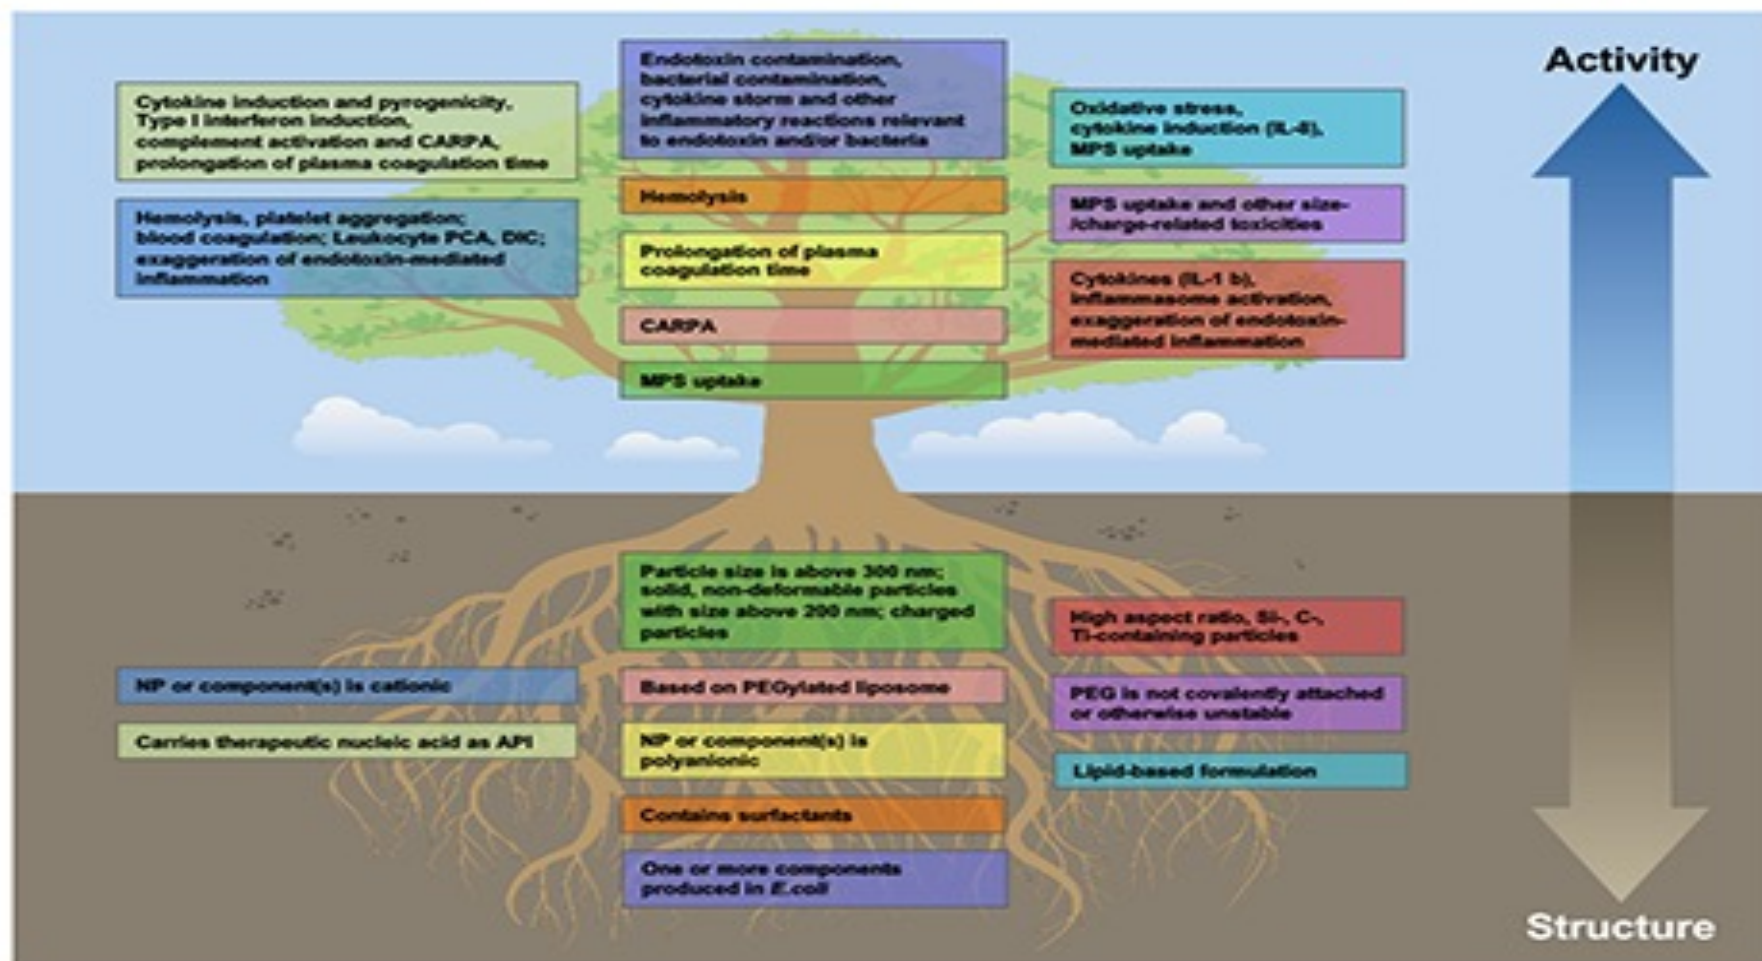 Activity
Cytokine induction and pyrogenicity,
Type I interferon induction,
complement activation and CARPA,
prolongation of plasma coagulation time
Hemolysis, platelet aggregation;
blood coagulation; Leukocyte PCA, DIC;
exaggeration of endotoxin-mediated
inflammation
Endotoxin contamination,
bacterial contamination,
cytokine storm and other
inflammatory reactions relevant
to endotoxin and/or bacteria
Hemolysis
Prolongation of plasma
coagulation time
CARPA
MPS uptake
Oxidative stress,
cytokine induction (IL-8),
MPS uptake
MPS uptake and other size-
/charge-related toxicities
Cytokines (IL-1 b),
inflammasome activation,
exaggeration of endotoxin-
mediated inflammation
NP or component(s) is cationic
Carries therapeutic nucleic acid as API
Particle size is above 300 nm;
solid, non-deformable particles
with size above 200 nm; charged
particles
Based on PEGylated liposome
NP or component(s) is
polyanionic
Contains surfactants
One or more components
produced in E.coli
High aspect ratio, Si-, C-,
Ti-containing particles
PEG is not covalently attached
or otherwise unstable
Lipid-based formulation
Structure